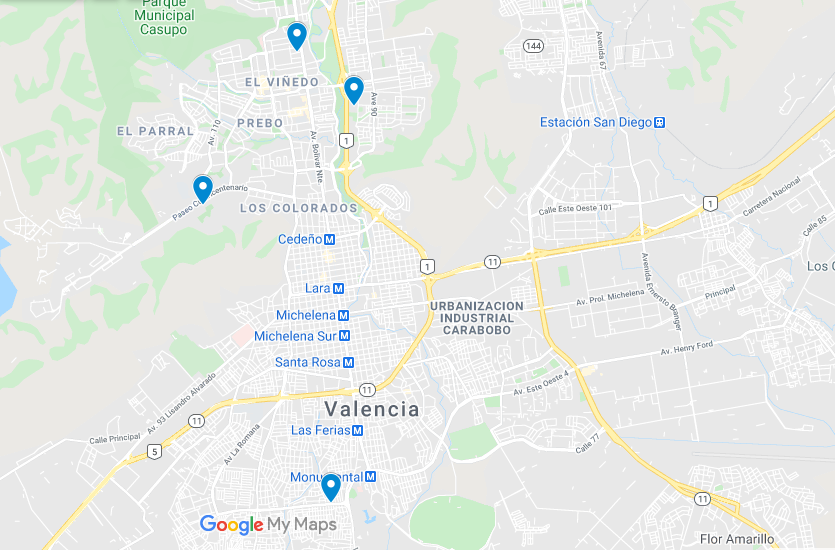 Parque
Municipal
Casupo
144
Avenida 67
EL VIÑEDO
Ave 90
EL PARRAL
Av. 110
PREBO
Av. Bolívar Nte
1
Estación San Diego
Paseo Cuatricentenario
LOS COLORADOS
Calle Este Oeste 101
1
Carretera Nacional
Calle 85
Cedeño M
1
11
Los G
Lara M
Avenida Ernesto Branger
Av. Prol. Michelena
Principal
Michelena M
URBANIZACION
INDUSTRIAL
CARABOBO
Michelena Sur M
Av. Henry Ford
Santa Rosa M
11
Av. Este Oeste 4
Av. 93 Lisandro Alvarado
Valencia
11
Calle Principal
Av La Romana
Las Ferias M
Calle 77
5
Monumental M
11
Google My Maps
Flor Amarillo